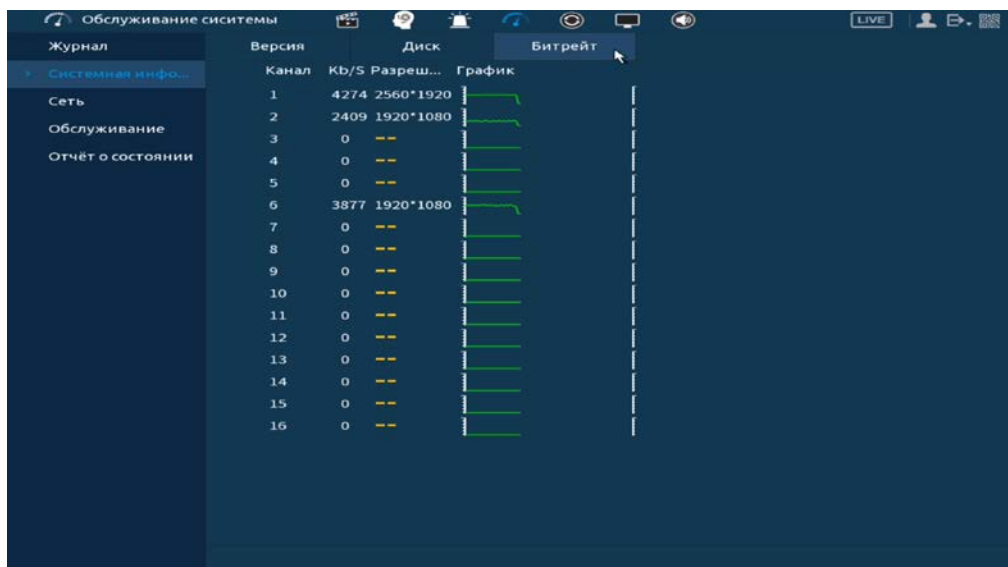 Обслуживание сиситемы LIVE
Журнал
Системная инфо...
Сеть
Обслуживание
Отчёт о состоянии
Версия Диск Битрейт
Канал Kb/S Разреш... График
1 4274 2560*1920
2 2409 1920*1080
3 0 --
4 0 --
5 0 --
6 3877 1920*1080
7 0 --
8 0 --
9 0 --
10 0 --
11 0 --
12 0 --
13 0 --
14 0 --
15 0 --
16 0 --